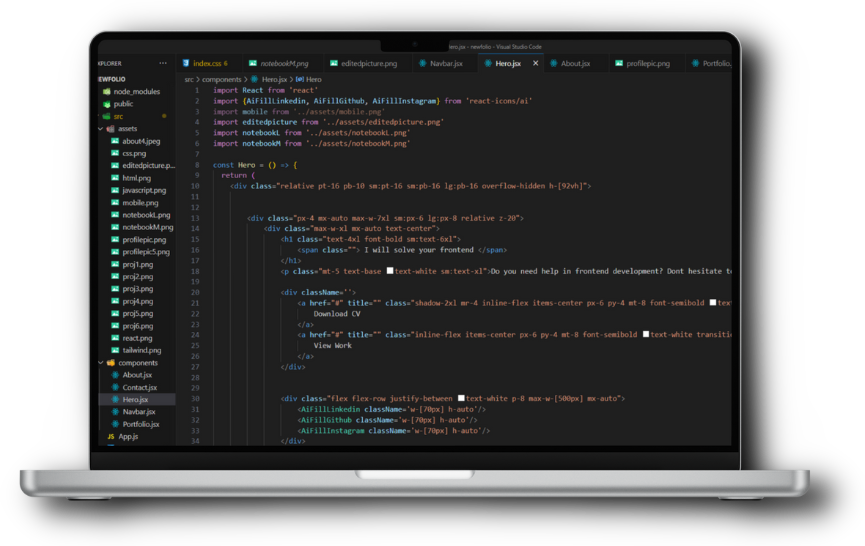 Hero.jsx - newfolio - Visual Studio Code
XPLORER ...
index.css 6
notebookM.png
editedpicture.png
Navbar.jsx
Hero.jsx
About.jsx
profilepic.png
Portfolio.
src > components > Hero.jsx > Hero
EWFOLIO
node_modules
public
src
assets
about4.jpeg
css.png
editedpicture.p...
html.png
javascript.png
mobile.png
notebookL.png
notebookM.png
profilepic.png
profilepic5.png
proj1.png
proj2.png
proj3.png
proj4.png
proj5.png
proj6.png
react.png
tailwind.png
components
About.jsx
Contact.jsx
Hero.jsx
Navbar.jsx
Portfolio.jsx
App.js
1 import React from 'react'
2 import {AiFillLinkedin, AiFillGithub, AiFillInstagram} from 'react-icons/ai'
3 import mobile from '../assets/mobile.png'
4 import editedpicture from '../assets/editedpicture.png'
5 import notebookL from '../assets/notebookL.png'
6 import notebookM from '../assets/notebookM.png'
7
8 const Hero = () => {
9 return (
10 <div class="relative pt-16 pb-10 sm:pt-16 sm:pb-16 lg:pb-16 overflow-hidden h-[92vh]">
11
12
13 <div class="px-4 mx-auto max-w-7xl sm:px-6 lg:px-8 relative z-20">
14 <div class="max-w-xl mx-auto text-center">
15 <h1 class="text-4xl font-bold sm:text-6xl">
16 <span class=""> I will solve your frontend </span>
17 </h1>
18 <p class="mt-5 text-base text-white sm:text-xl">Do you need help in frontend development? Dont hesitate t
19
20 <div className=''>
21 <a href="#" title="" class="shadow-2xl mr-4 inline-flex items-center px-6 py-4 mt-8 font-semibold text
22 Download CV
23 </a>
24 <a href="#" title="" class="inline-flex items-center px-6 py-4 mt-8 font-semibold text-white transiti
25 View Work
26 </a>
27 </div>
28
29
30 <div class="flex flex-row justify-between text-white p-8 max-w-[500px] mx-auto">
31 <AiFillLinkedin className='w-[70px] h-auto'/>
32 <AiFillGithub className='w-[70px] h-auto'/>
33 <AiFillInstagram className='w-[70px] h-auto'/>
34 </div>